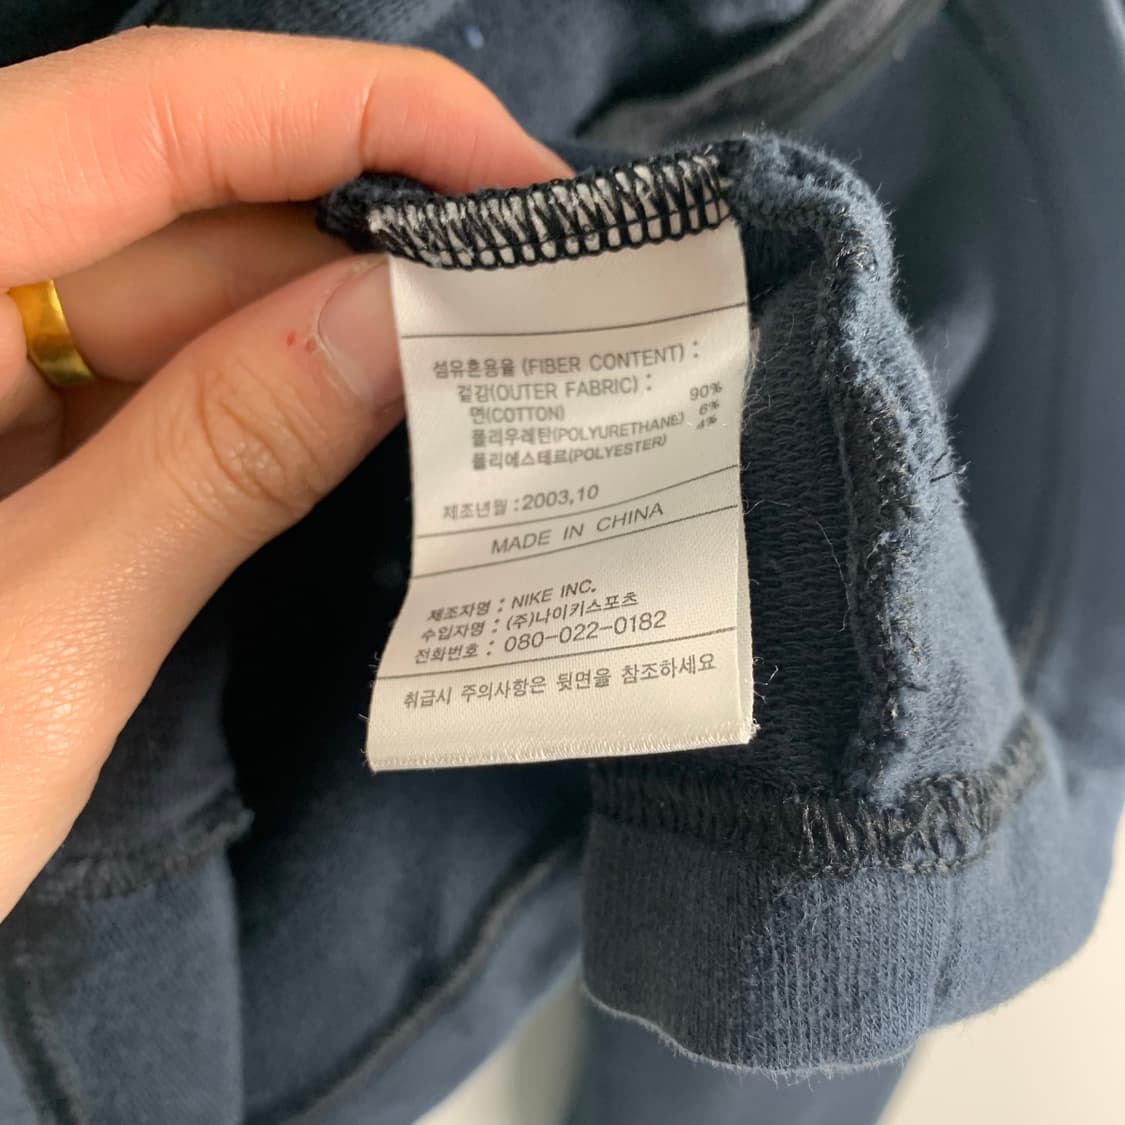 섬유혼용율 (FIBER CONTENT) :
겉감(OUTER FABRIC) :
면(COTTON) 90%
폴리우레탄(POLYURETHANE) 6%
폴리에스테르(POLYESTER) 4%
제조년월 : 2003,10
MADE IN CHINA
제조자명 : NIKE INC.
수입자명 : (주)나이키스포츠
전화번호 : 080-022-0182
취급시 주의사항은 뒷면을 참조하세요